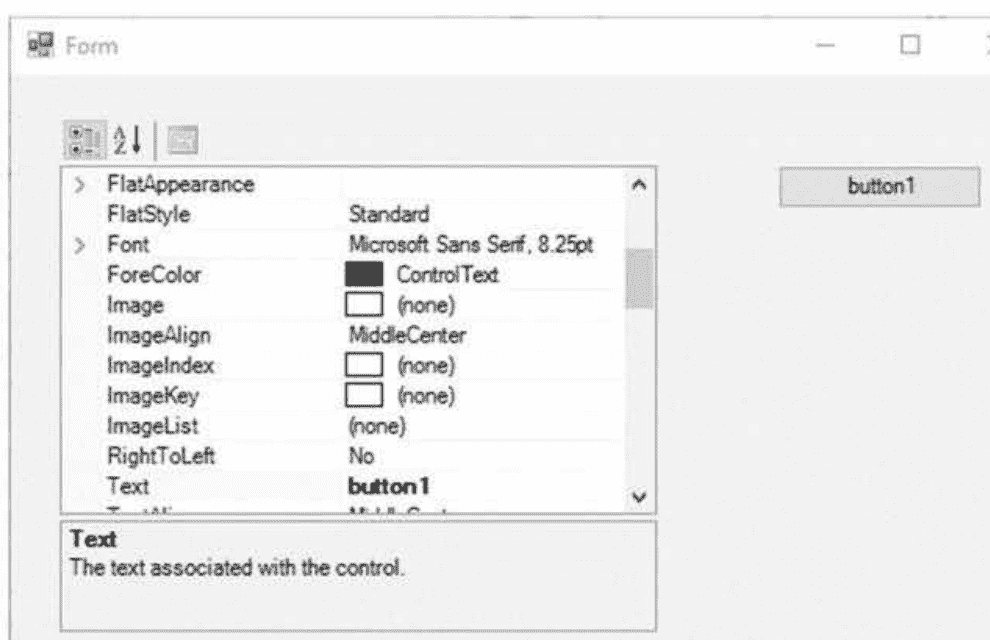 Form
FlatAppearance
FlatStyle Standard
Font Microsoft Sans Serif, 8.25pt
ForeColor ControlText
Image (none)
ImageAlign MiddleCenter
ImageIndex (none)
ImageKey (none)
ImageList (none)
RightToLeft No
Text button1
Text
The text associated with the control.
button1